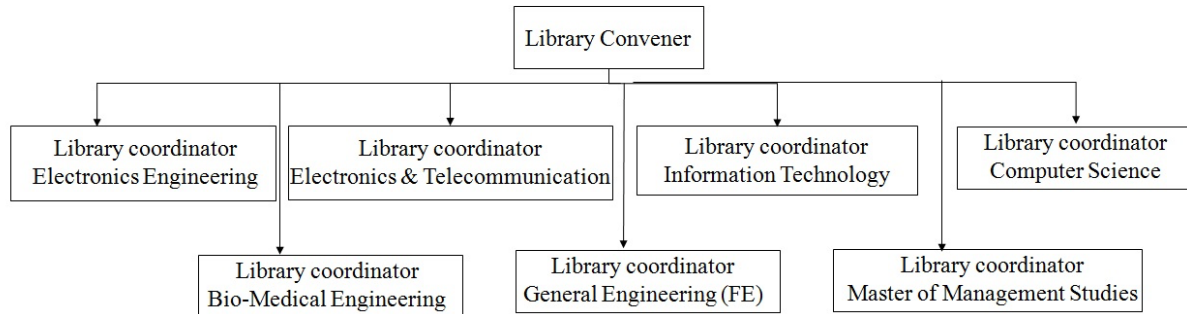 Library Convener
Library coordinator
Electronics Engineering
Library coordinator
Electronics & Telecommunication
Library coordinator
Information Technology
Library coordinator
Computer Science
Library coordinator
Bio-Medical Engineering
Library coordinator
General Engineering (FE)
Library coordinator
Master of Management Studies